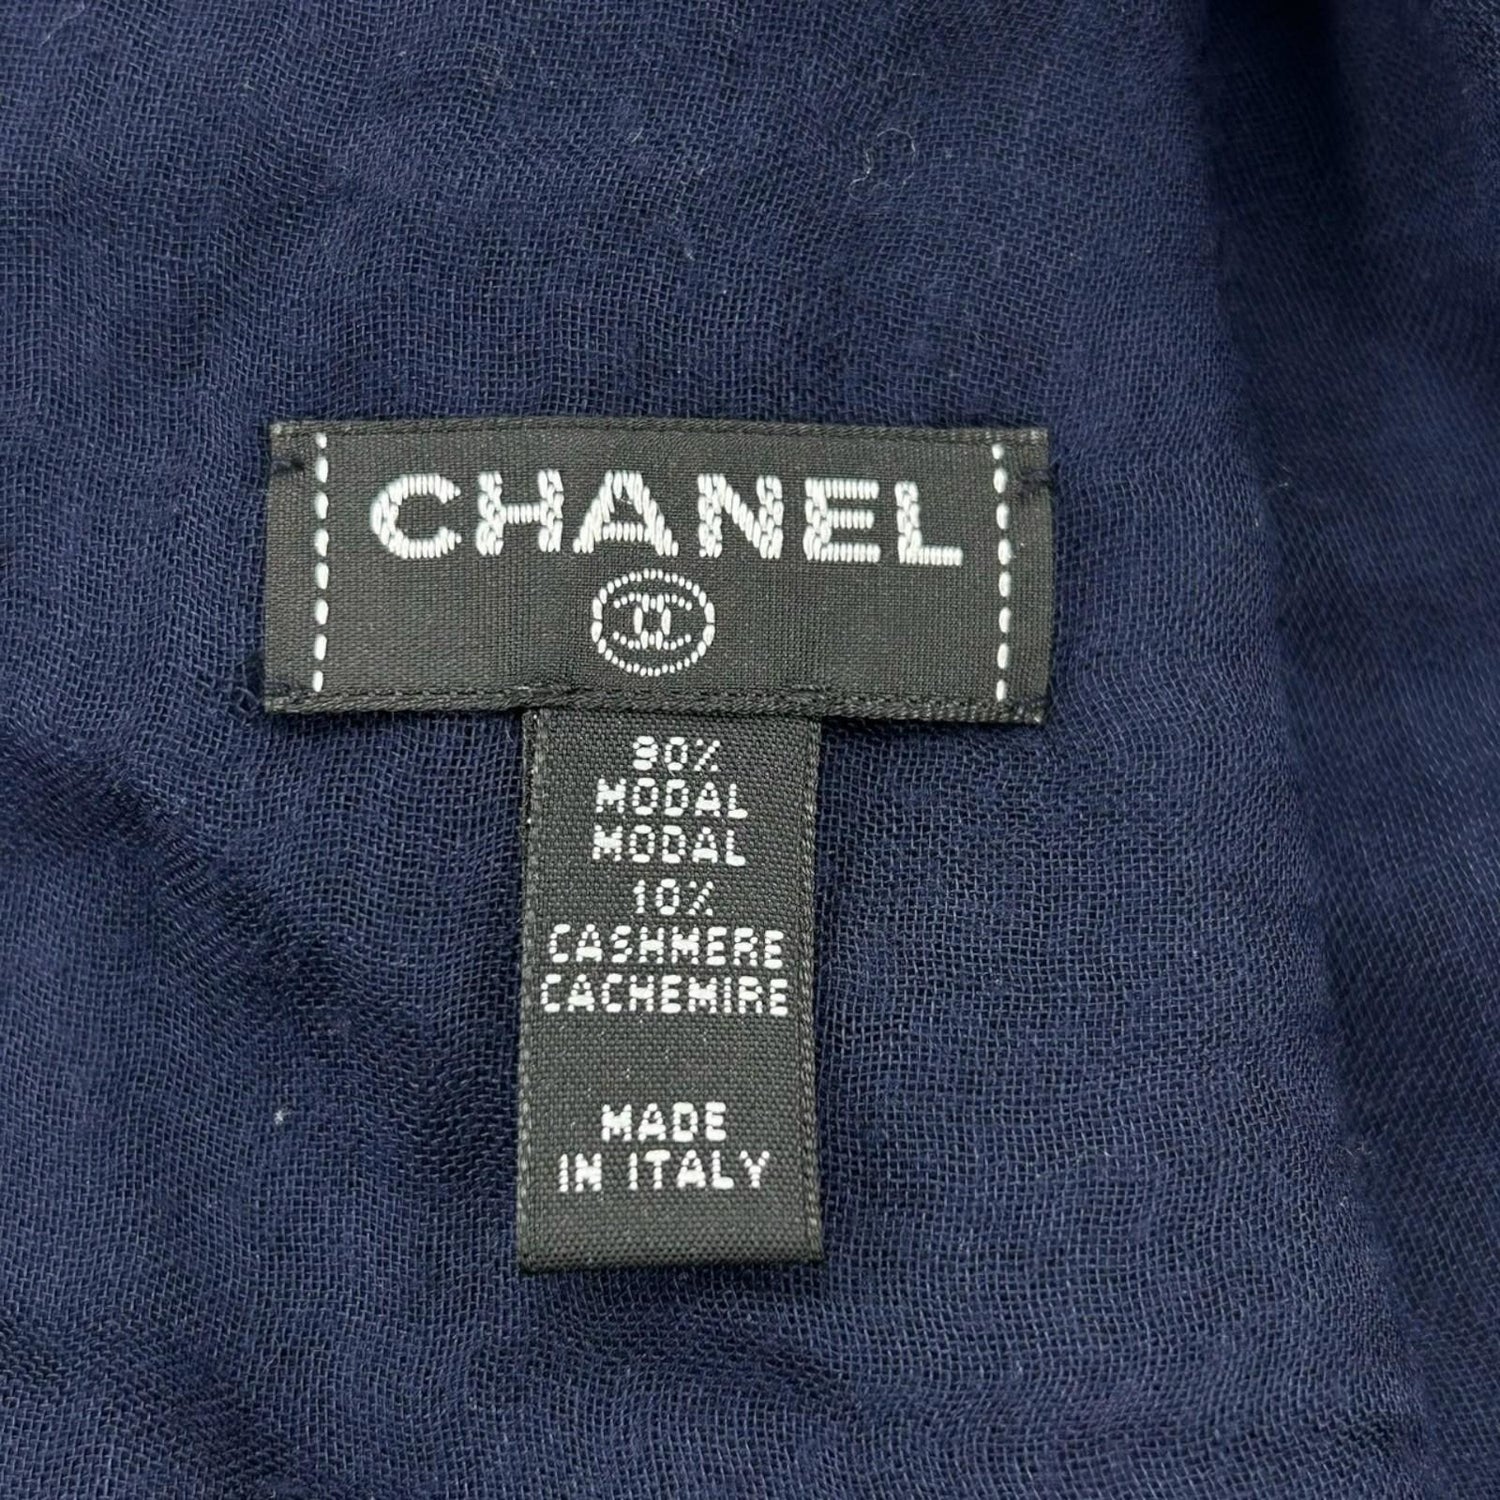 CHANEL
90%
MODAL
MODAL
10%
CASHMERE
CACHEMIRE
MADE
IN ITALY